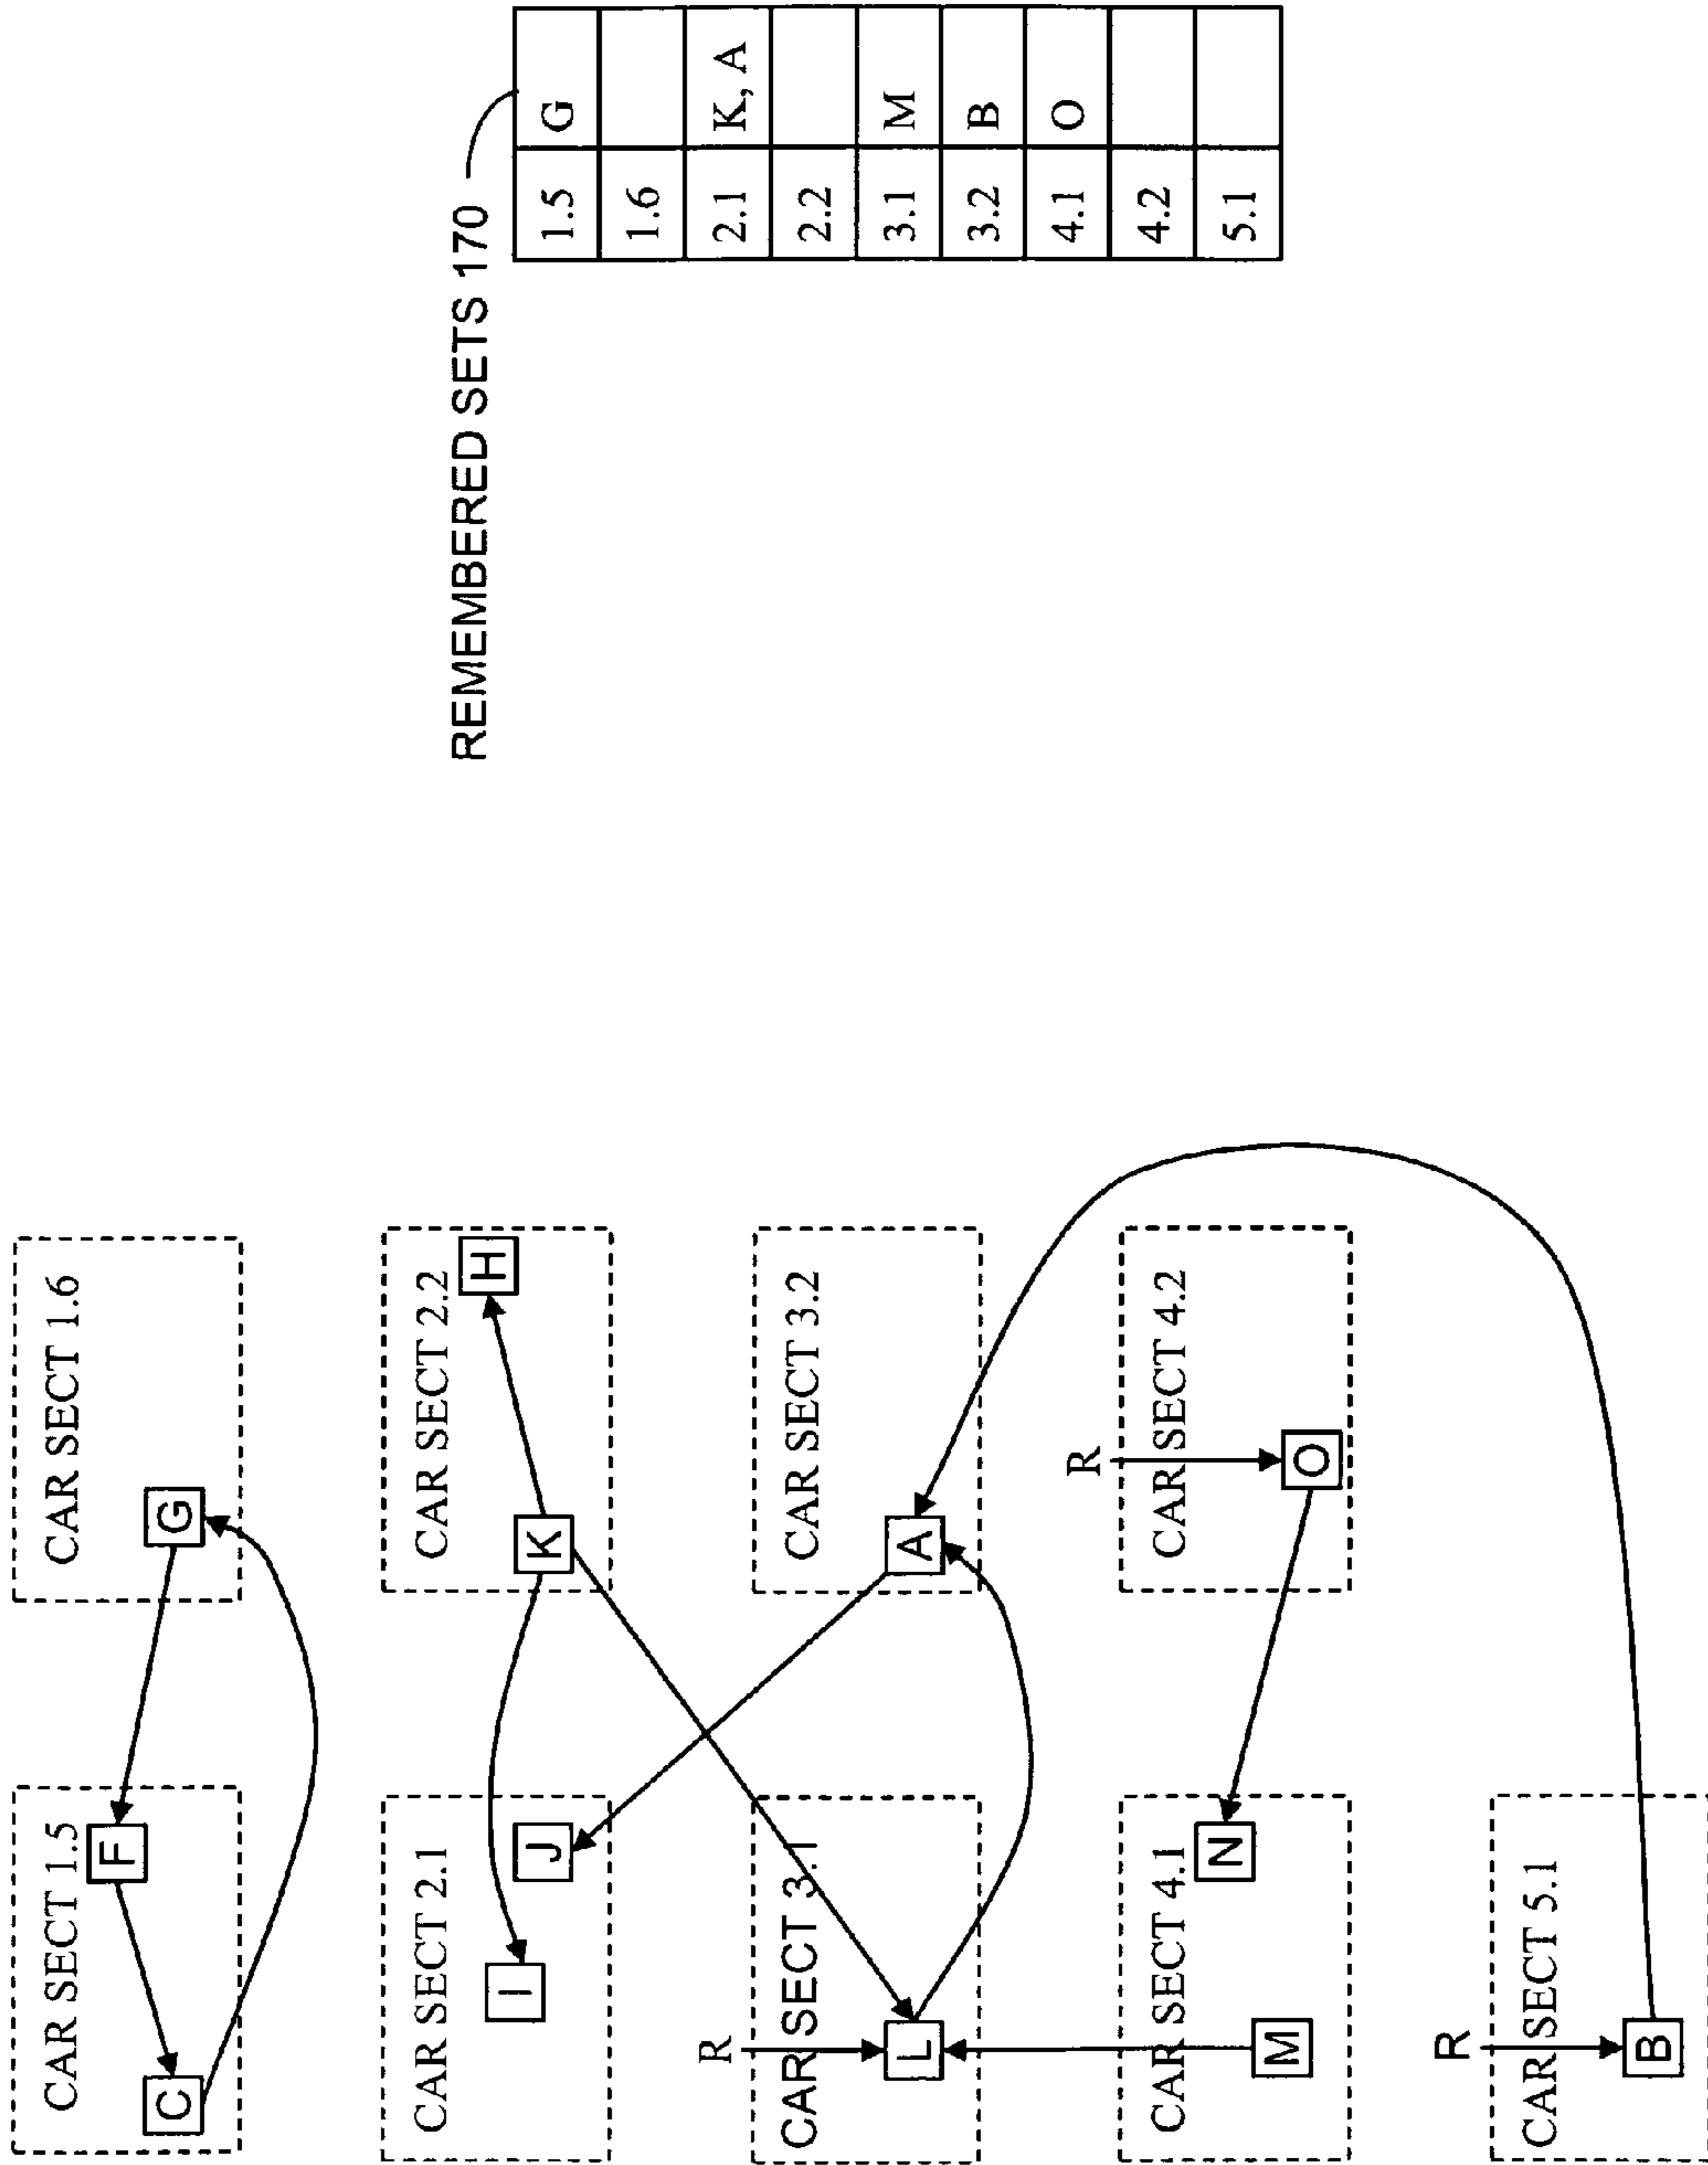 CAR SECT 1.5
F
C
CAR SECT 1.6
G
CAR SECT 2.1
I
J
CAR SECT 2.2
K
H
R
CAR SECT 3.1
L
CAR SECT 3.2
A
CAR SECT 4.1
M
N
R
CAR SECT 4.2
O
R
CAR SECT 5.1
B
REMEMBERED SETS 170
1.5 G
1.6
2.1 K, A
2.2
3.1 M
3.2 B
4.1 O
4.2
5.1